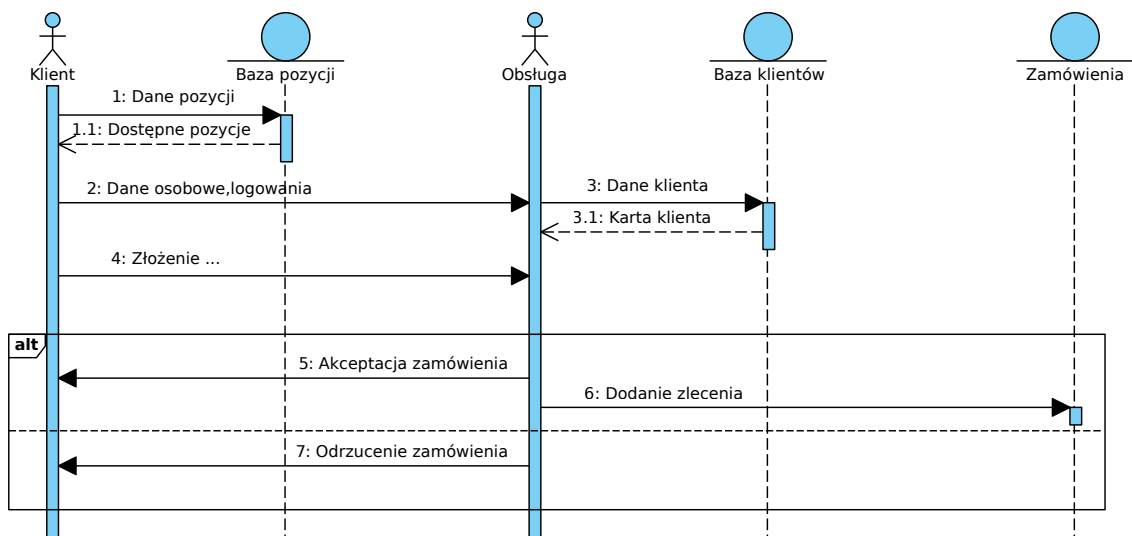 Klient
Baza pozycji
Obsługa
Baza klientów
Zamówienia
1: Dane pozycji
1.1: Dostępne pozycje
2: Dane osobowe,logowania
3: Dane klienta
3.1: Karta klienta
4: Złożenie ...
alt
5: Akceptacja zamówienia
6: Dodanie zlecenia
7: Odrzucenie zamówienia